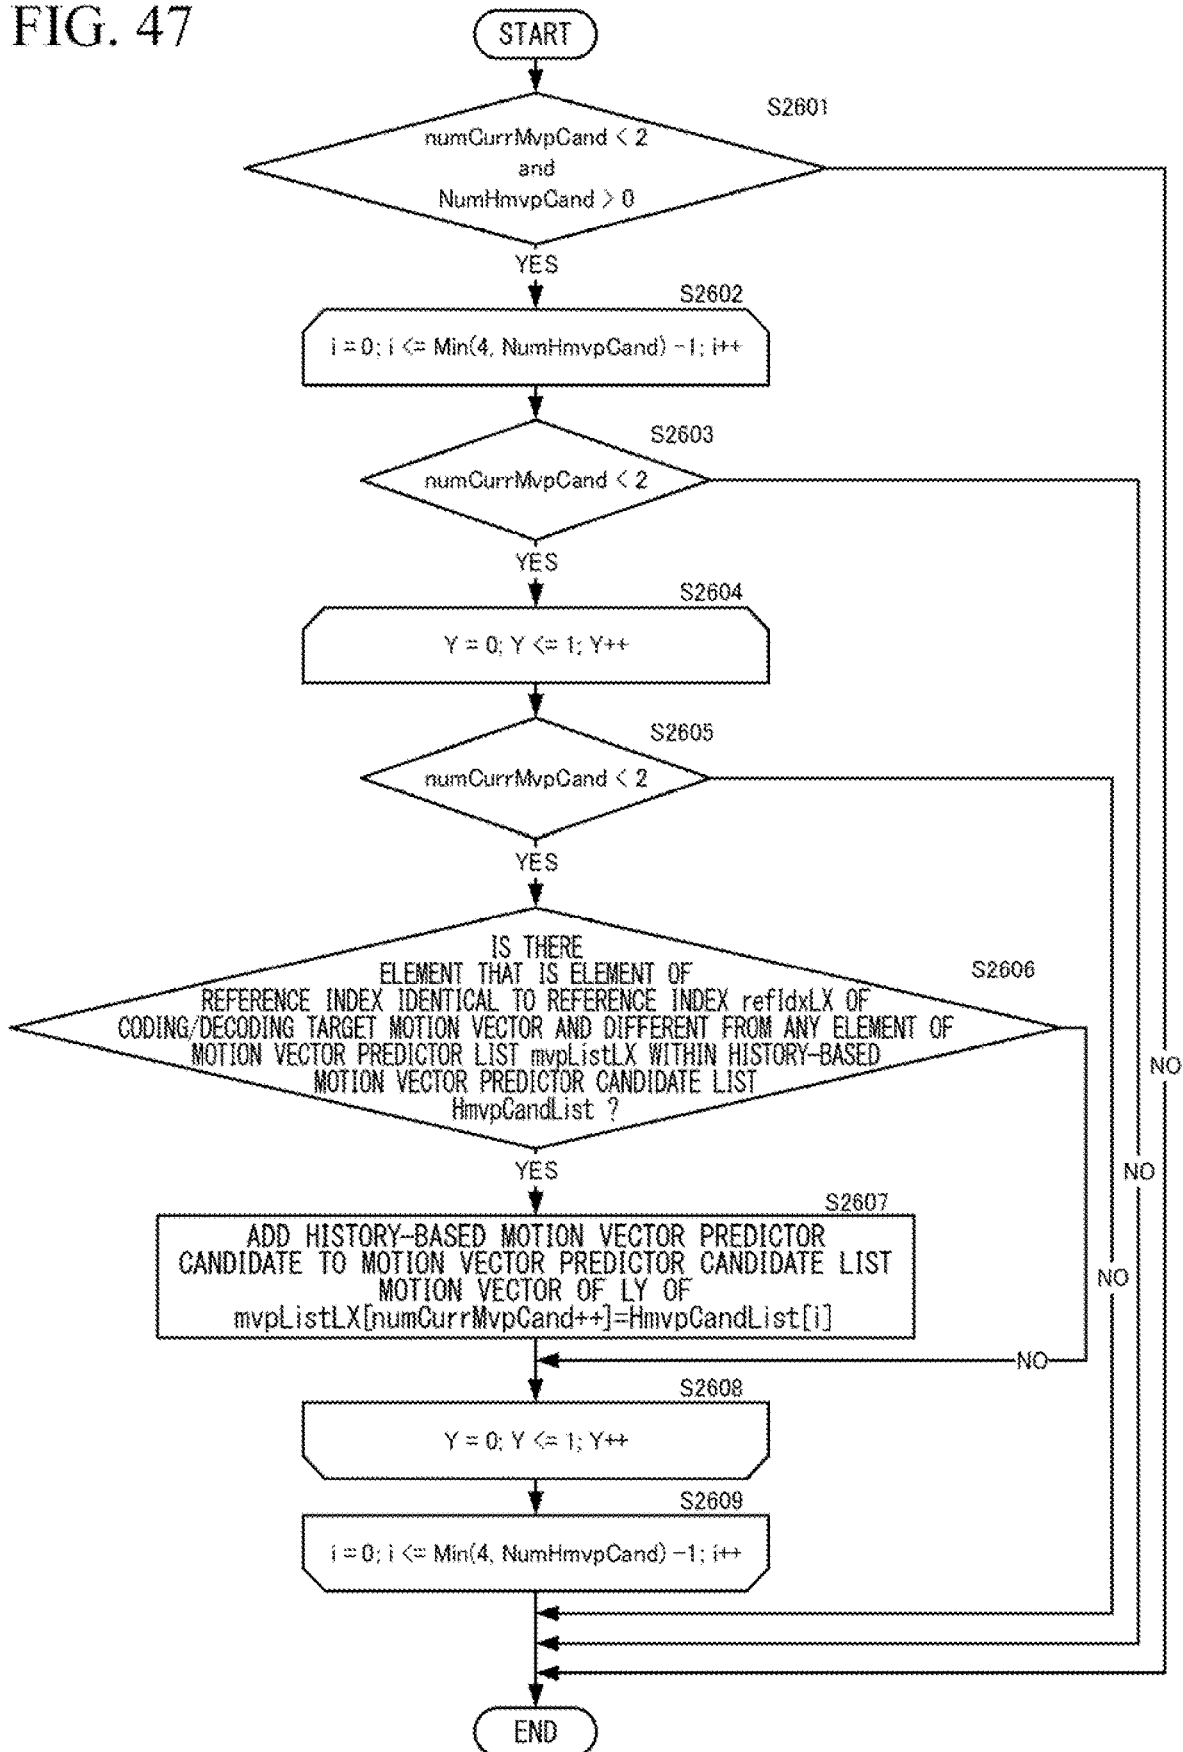 FIG. 47
START
S2601
numCurrMvpCand < 2
and
NumHmvpCand > 0
YES
S2602
i = 0; i <= Min(4, NumHmvpCand) -1; i++
S2603
numCurrMvpCand < 2
YES
S2604
Y = 0; Y <= 1; Y++
S2605
numCurrMvpCand < 2
YES
IS THERE
ELEMENT THAT IS ELEMENT OF
S2606
REFERENCE INDEX IDENTICAL TO REFERENCE INDEX refIdxLX OF
CODING/DECODING TARGET MOTION VECTOR AND DIFFERENT FROM ANY ELEMENT OF
MOTION VECTOR PREDICTOR LIST mvpListLX WITHIN HISTORY-BASED
MOTION VECTOR PREDICTOR CANDIDATE LIST
HmvpCandList ?
NO
YES
NO
S2607
ADD HISTORY-BASED MOTION VECTOR PREDICTOR
CANDIDATE TO MOTION VECTOR PREDICTOR CANDIDATE LIST
MOTION VECTOR OF LY OF
mvpListLX[numCurrMvpCand++]=HmvpCandList[i]
NO
NO
S2608
Y = 0; Y <= 1; Y++
S2609
i = 0; i <= Min(4, NumHmvpCand) -1; i++
END